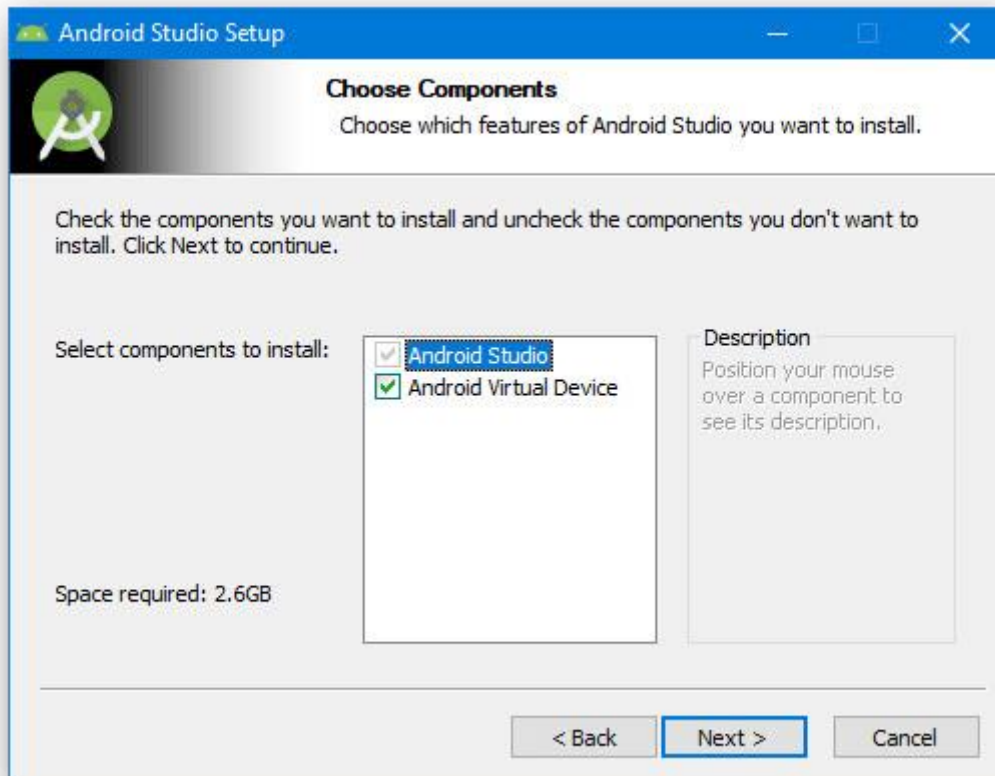 Android Studio Setup
Choose Components
Choose which features of Android Studio you want to install.
Check the components you want to install and uncheck the components you don't want to
install. Click Next to continue.
Select components to install:
Android Studio
Android Virtual Device
Description
Position your mouse
over a component to
see its description.
Space required: 2.6GB
< Back
Next >
Cancel